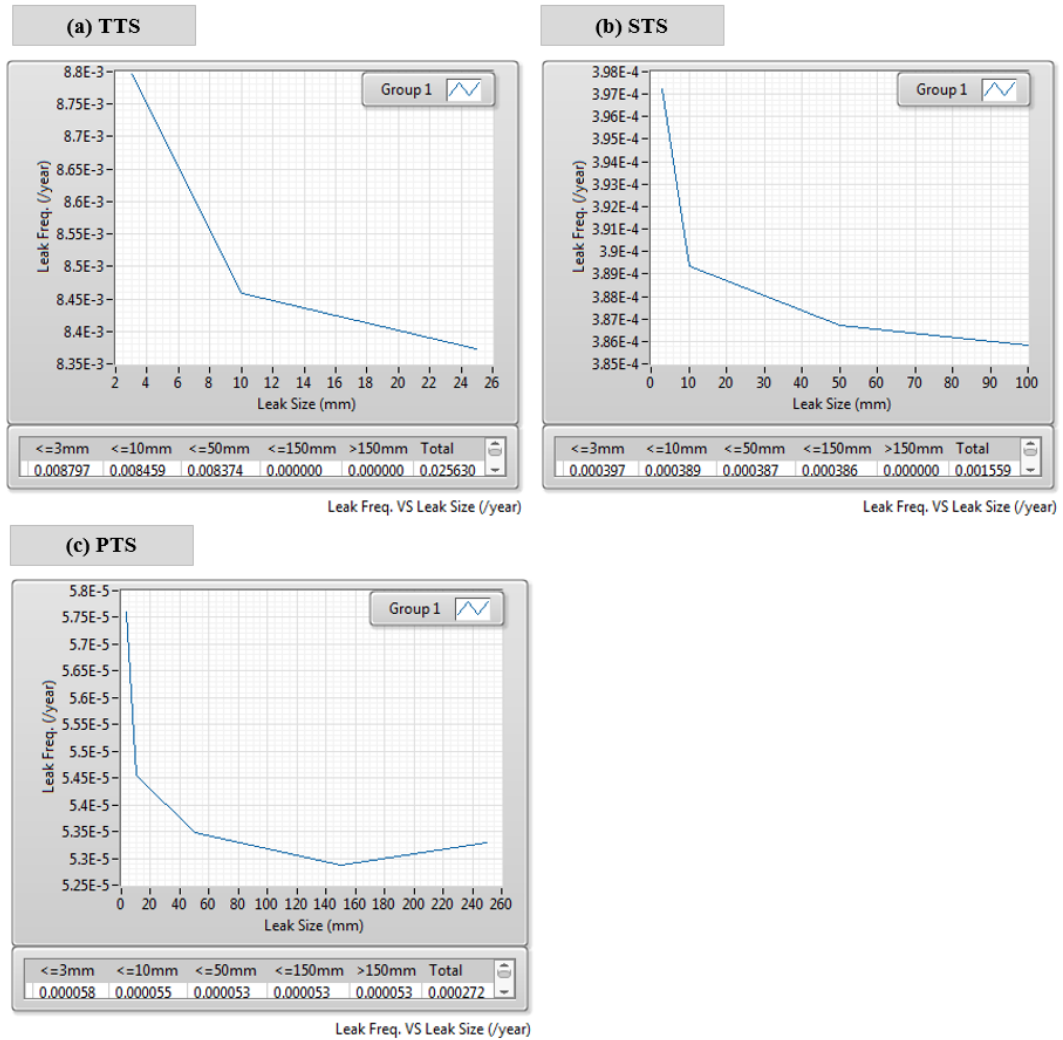 (a) TTS
Group 1
Leak Freq. (/year)
8.8E-3
8.75E-3
8.7E-3
8.65E-3
8.6E-3
8.55E-3
8.5E-3
8.45E-3
8.4E-3
8.35E-3
2 4 6 8 10 12 14 16 18 20 22 24 26
Leak Size (mm)
<=3mm <=10mm <=50mm <=150mm >150mm Total
0.008797 0.008459 0.008374 0.000000 0.000000 0.025630
Leak Freq. VS Leak Size (/year)
(b) STS
Group 1
Leak Freq. (/year)
3.98E-4
3.97E-4
3.96E-4
3.95E-4
3.94E-4
3.93E-4
3.92E-4
3.91E-4
3.9E-4
3.89E-4
3.88E-4
3.87E-4
3.86E-4
3.85E-4
0 10 20 30 40 50 60 70 80 90 100
Leak Size (mm)
<=3mm <=10mm <=50mm <=150mm >150mm Total
0.000397 0.000389 0.000387 0.000386 0.000000 0.001559
Leak Freq. VS Leak Size (/year)
(c) PTS
Group 1
Leak Freq. (/year)
5.8E-5
5.75E-5
5.7E-5
5.65E-5
5.6E-5
5.55E-5
5.5E-5
5.45E-5
5.4E-5
5.35E-5
5.3E-5
5.25E-5
0 20 40 60 80 100 120 140 160 180 200 220 240 260
Leak Size (mm)
<=3mm <=10mm <=50mm <=150mm >150mm Total
0.000058 0.000055 0.000053 0.000053 0.000053 0.000272
Leak Freq. VS Leak Size (/year)